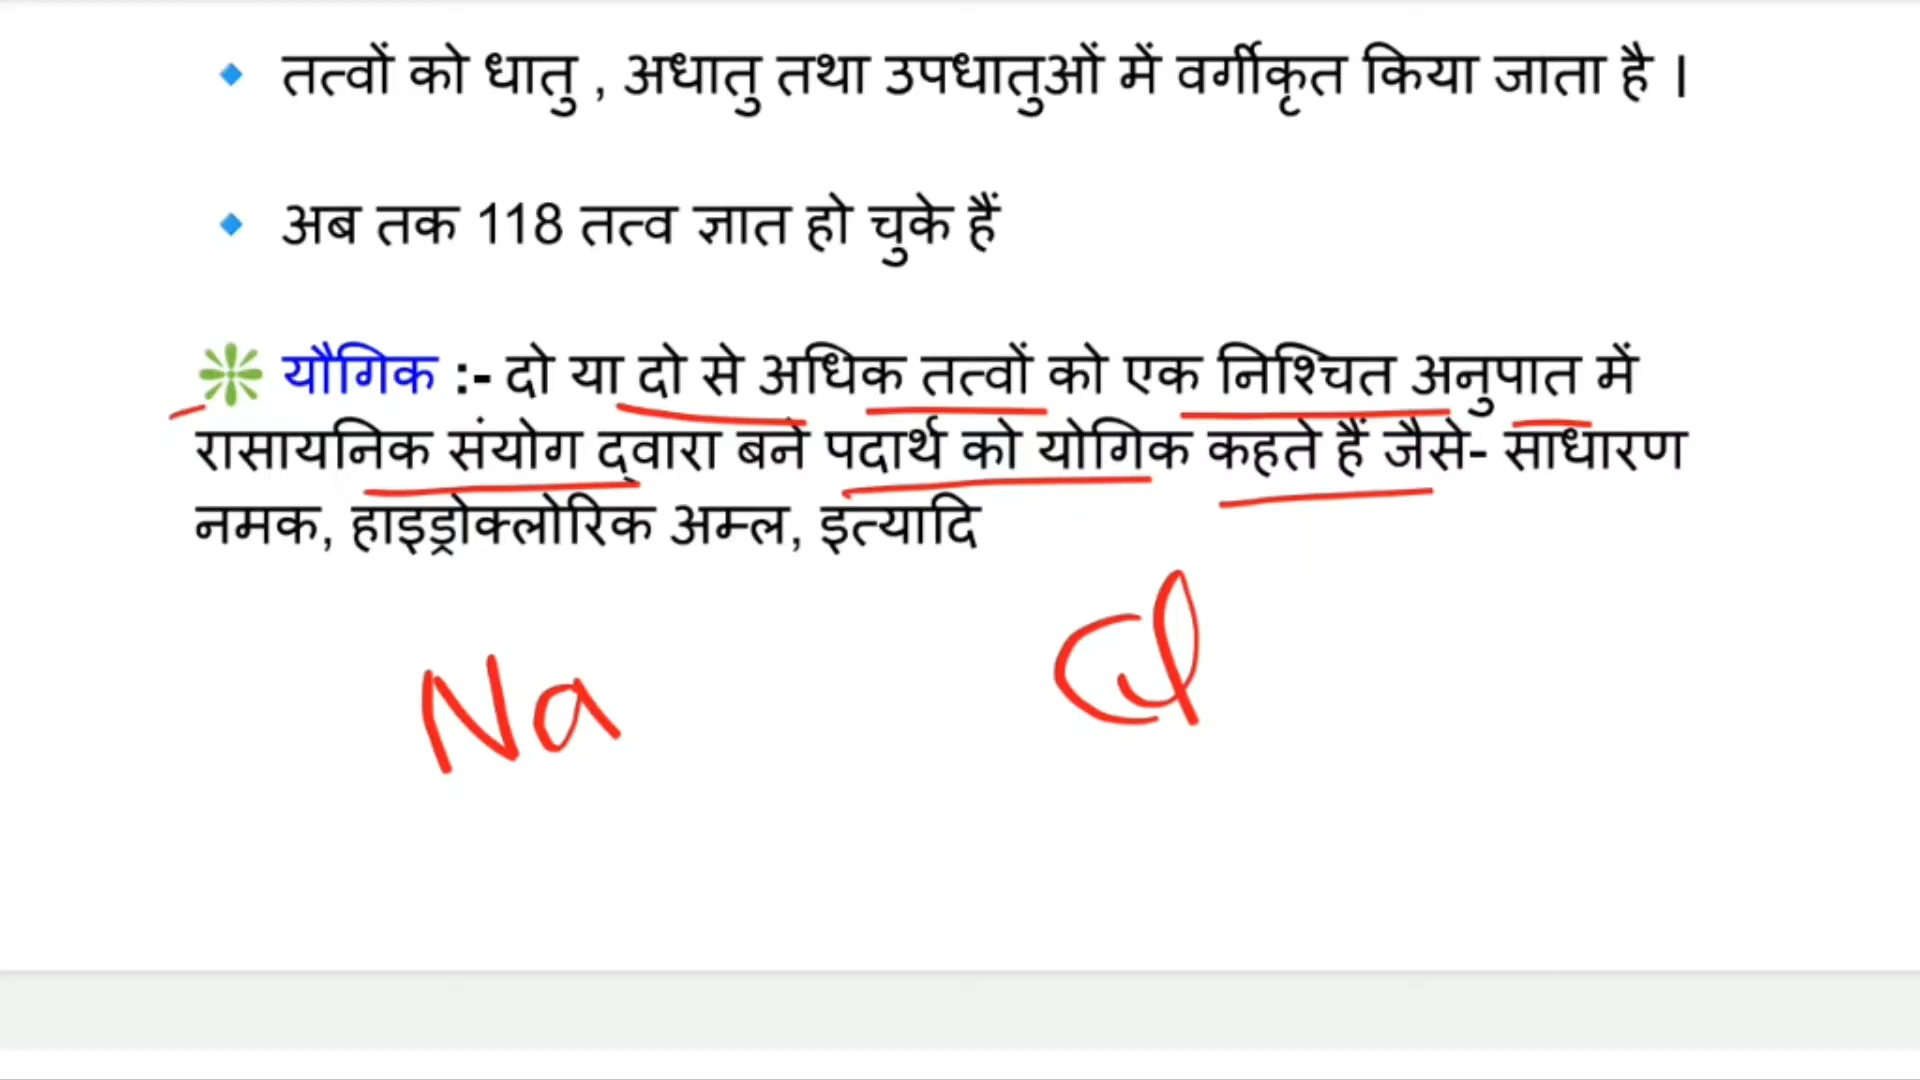 तत्वों को धातु , अधातु तथा उपधातुओं में वर्गीकृत किया जाता है ।
अब तक 118 तत्व ज्ञात हो चुके हैं
यौगिक :- दो या दो से अधिक तत्वों को एक निश्चित अनुपात में
रासायनिक संयोग द्वारा बने पदार्थ को योगिक कहते हैं जैसे- साधारण
नमक, हाइड्रोक्लोरिक अम्ल, इत्यादि
Na Cl